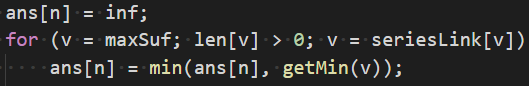 ans[n] = inf;
for (v = maxSuf; len[v] > 0; v = seriesLink[v])
    ans[n] = min(ans[n], getMin(v));